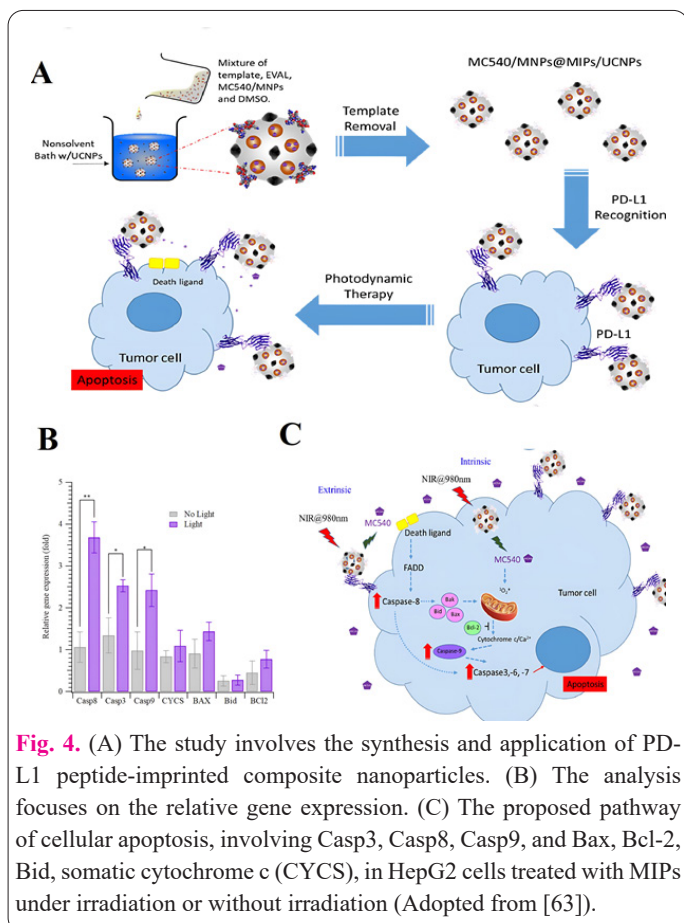 A
Mixture of
template, EVAL,
MC540/MNPs
and DMSO.
Nonsolvent
Bath w/UCNPs
Template
Removal
MC540/MNPs@MIPs/UCNPs
PD-L1
Recognition
PD-L1
Tumor cell
Photodynamic
Therapy
Death ligand
Tumor cell
Apoptosis
B
Relative gene expression (fold)
5
4
3
2
1
0
No Light
Light
**
*
*
Casp8 Casp3 Casp9 CYCS BAX Bid BCl2
C
Extrinsic
Intrinsic
NIR@980nm
NIR@980nm
MC540
Death ligand
MC540
FADD
Caspase-8
Bak
Bid
Bax
Bcl-2
Cytochrome c/Ca²⁺
Caspase-9
Caspase3,-6, -7
Tumor cell
Apoptosis
Fig. 4. (A) The study involves the synthesis and application of PD-
L1 peptide-imprinted composite nanoparticles. (B) The analysis
focuses on the relative gene expression. (C) The proposed pathway
of cellular apoptosis, involving Casp3, Casp8, Casp9, and Bax, Bcl-2,
Bid, somatic cytochrome c (CYCS), in HepG2 cells treated with MIPs
under irradiation or without irradiation (Adopted from [63]).